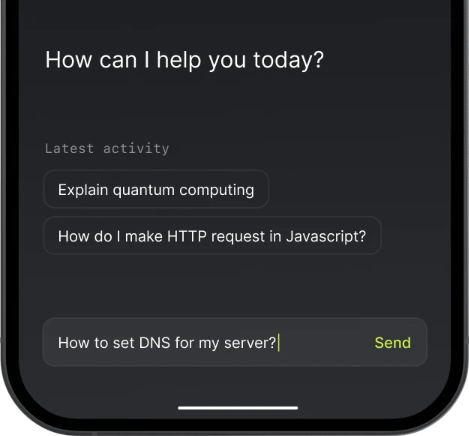 How can I help you today?
Latest activity
Explain quantum computing
How do I make HTTP request in Javascript?
How to set DNS for my server? Send